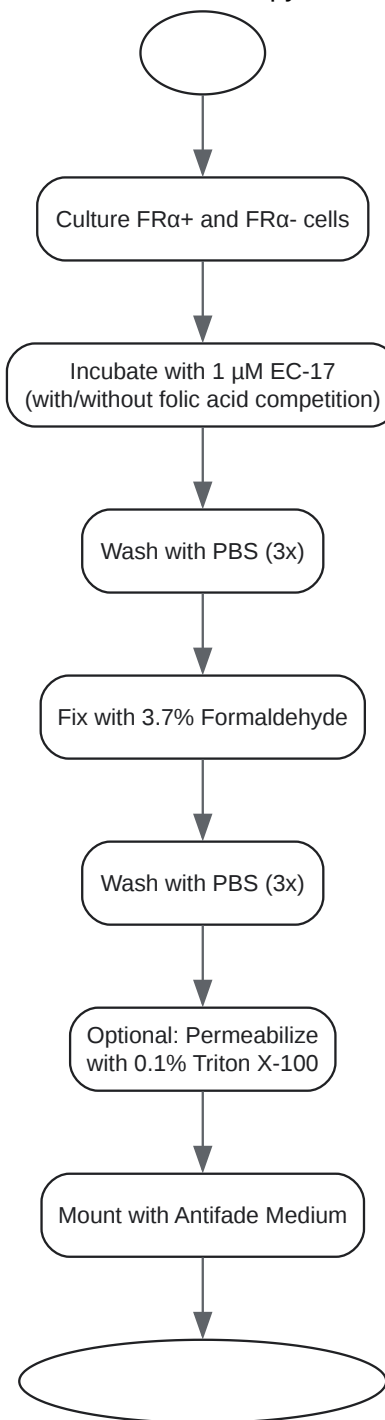 Culture FRα+ and FRα- cells
Incubate with 1 µM EC-17
(with/without folic acid competition)
Wash with PBS (3x)
Fix with 3.7% Formaldehyde
Wash with PBS (3x)
Optional: Permeabilize
with 0.1% Triton X-100
Mount with Antifade Medium